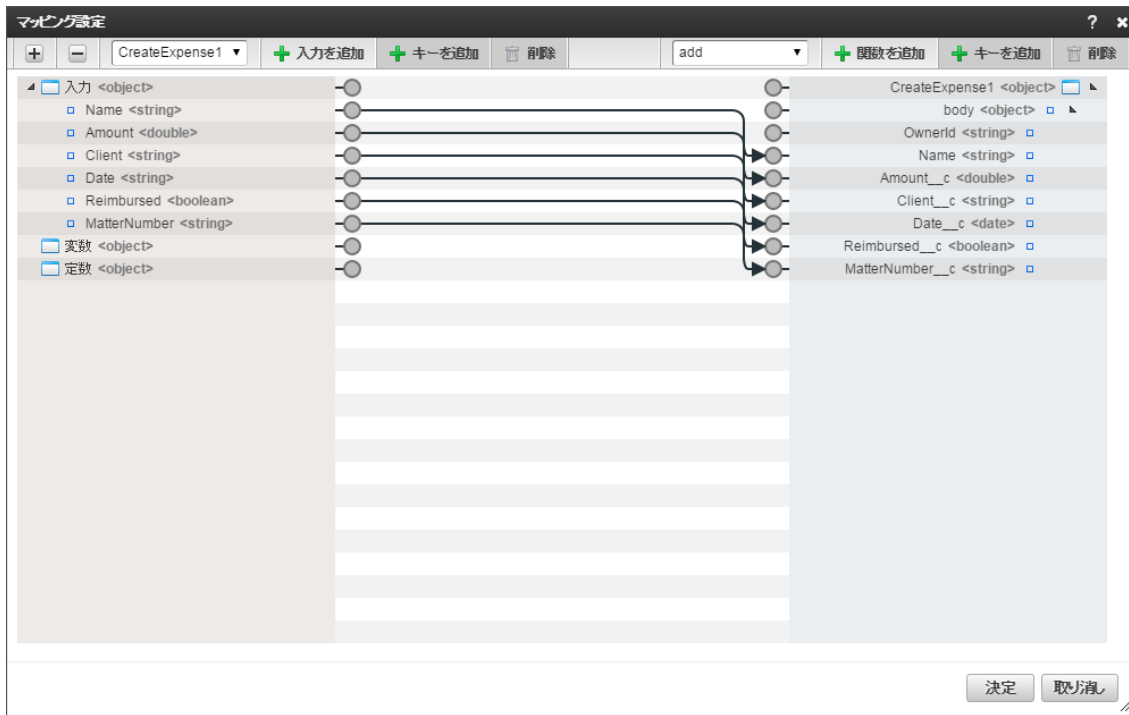 マッピング設定 ?
CreateExpense1 入力を追加 キーを追加 削除 add 関数を追加 キーを追加 削除
入力 <object> CreateExpense1 <object>
Name <string> body <object>
Amount <double> OwnerId <string>
Client <string> Name <string>
Date <string> Amount__c <double>
Reimbursed <boolean> Client__c <string>
MatterNumber <string> Date__c <date>
変数 <object> Reimbursed__c <boolean>
定数 <object> MatterNumber__c <string>
決定 取り消し